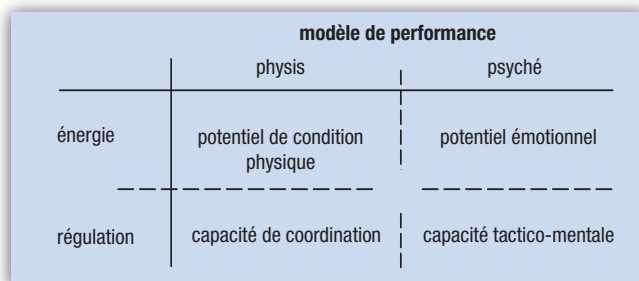 modèle de performance
physis psyché
énergie potentiel de condition physique potentiel émotionnel
régulation capacité de coordination capacité tactico-mentale